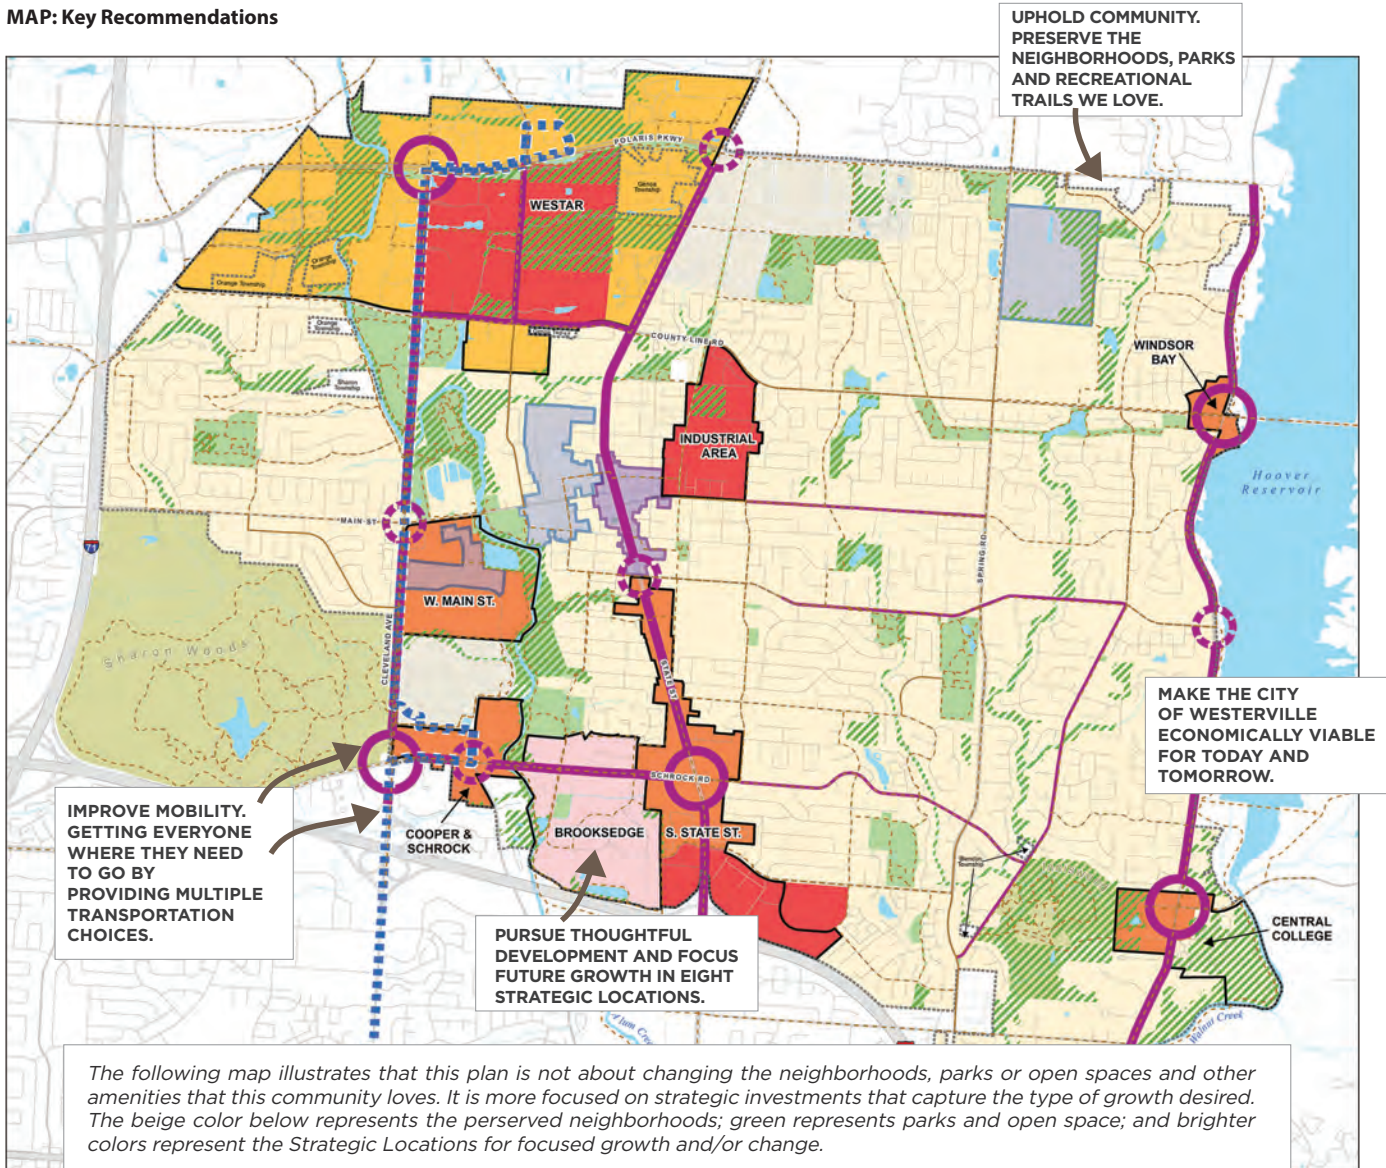 MAP: Key Recommendations
UPHOLD COMMUNITY.
PRESERVE THE
NEIGHBORHOODS, PARKS
AND RECREATIONAL
TRAILS WE LOVE.
POLARIS PKWY
Genoa
Township
WESTAR
Orange
Township
Orange Township
Orange
Township
COUNTY LINE RD
Sharon
Township
WINDSOR
BAY
INDUSTRIAL
AREA
Hoover
Reservoir
MAIN ST
71
SPRING RD
W. MAIN ST.
CLEVELAND AVE
Sharon Woods
STATE ST
MAKE THE CITY
OF WESTERVILLE
ECONOMICALLY VIABLE
FOR TODAY AND
TOMORROW.
SCHROCK RD
IMPROVE MOBILITY.
GETTING EVERYONE
WHERE THEY NEED
TO GO BY
PROVIDING MULTIPLE
TRANSPORTATION
CHOICES.
COOPER &
SCHROCK
BROOKSEDGE
S. STATE ST.
Township
CENTRAL
COLLEGE
PURSUE THOUGHTFUL
DEVELOPMENT AND FOCUS
FUTURE GROWTH IN EIGHT
STRATEGIC LOCATIONS.
Walnut Creek
The following map illustrates that this plan is not about changing the neighborhoods, parks or open spaces and other
amenities that this community loves. It is more focused on strategic investments that capture the type of growth desired.
The beige color below represents the perserved neighborhoods; green represents parks and open space; and brighter
colors represent the Strategic Locations for focused growth and/or change.